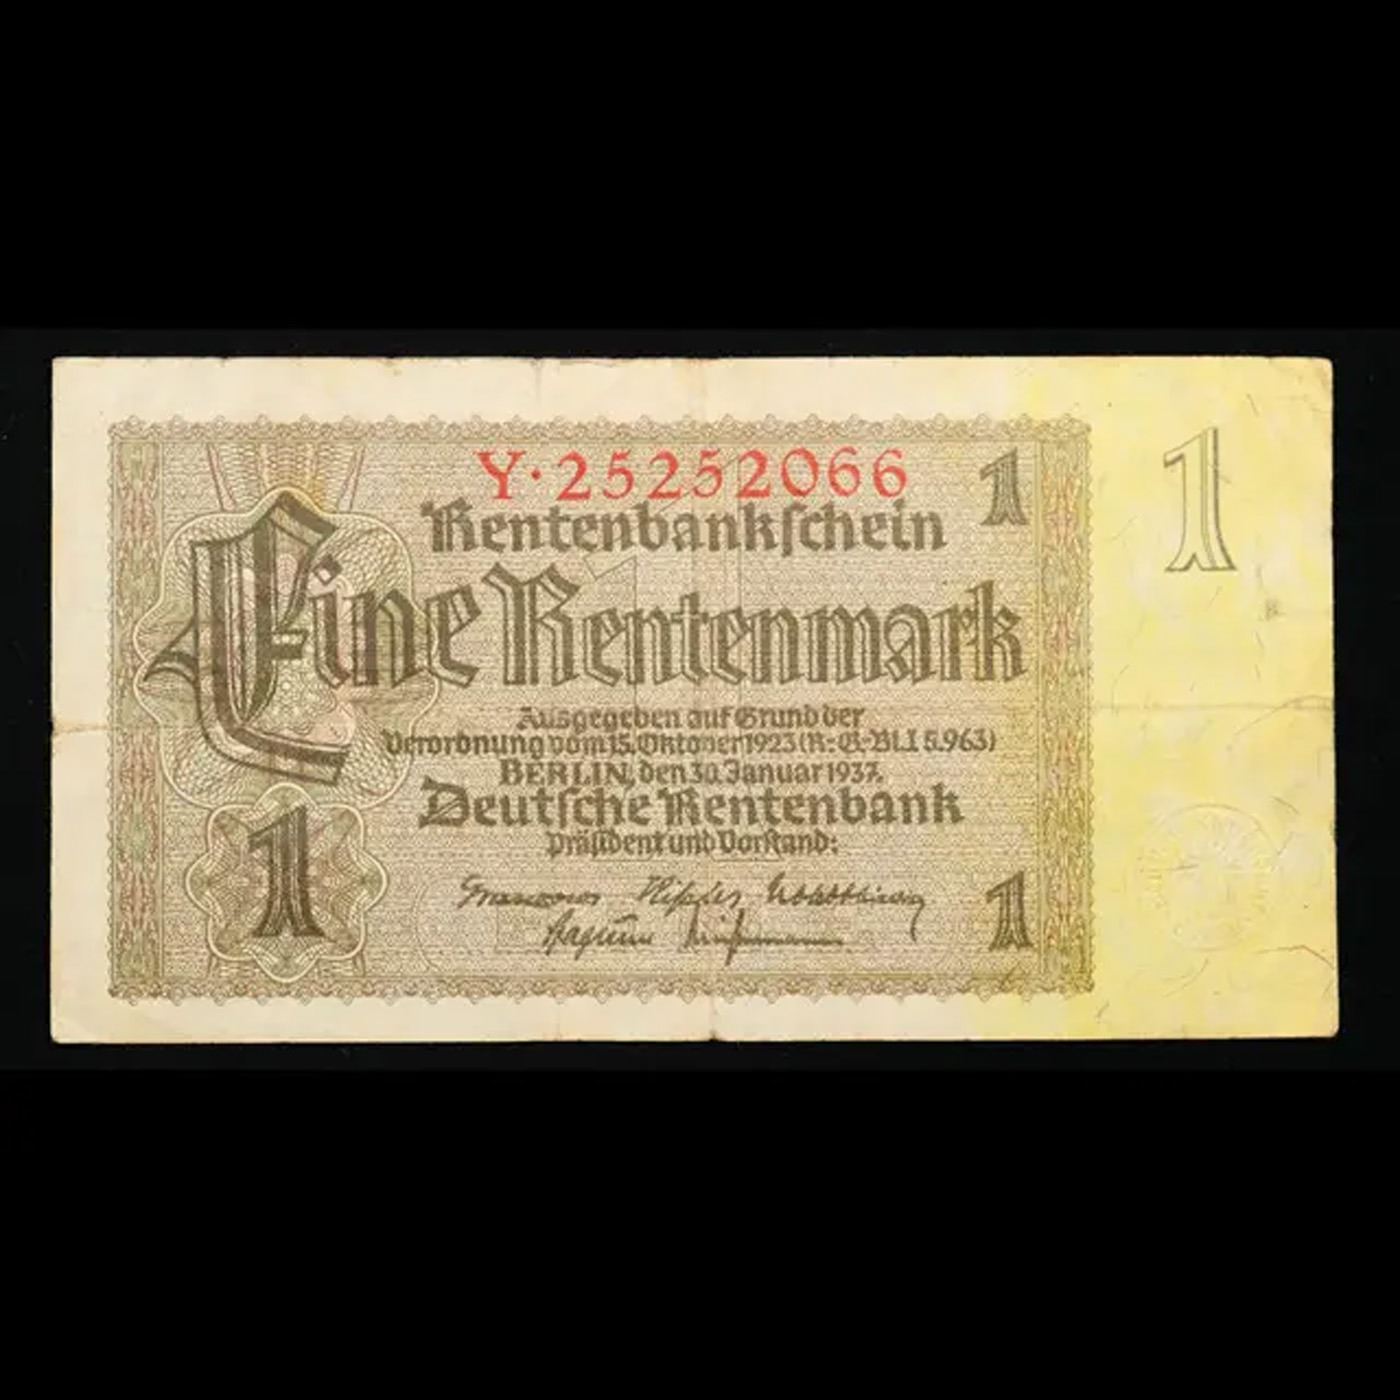 Y·25252066
1
1
Rentenbankſchein
Eine Rentenmark
Ausgegeben auf Grund der
Verordnung vom 15. Oktober 1923 (R.-G.-Bl. I S. 963)
BERLIN, den 30. Januar 1937.
Deutſche Rentenbank
Präſident und Vorſtand:
1
1